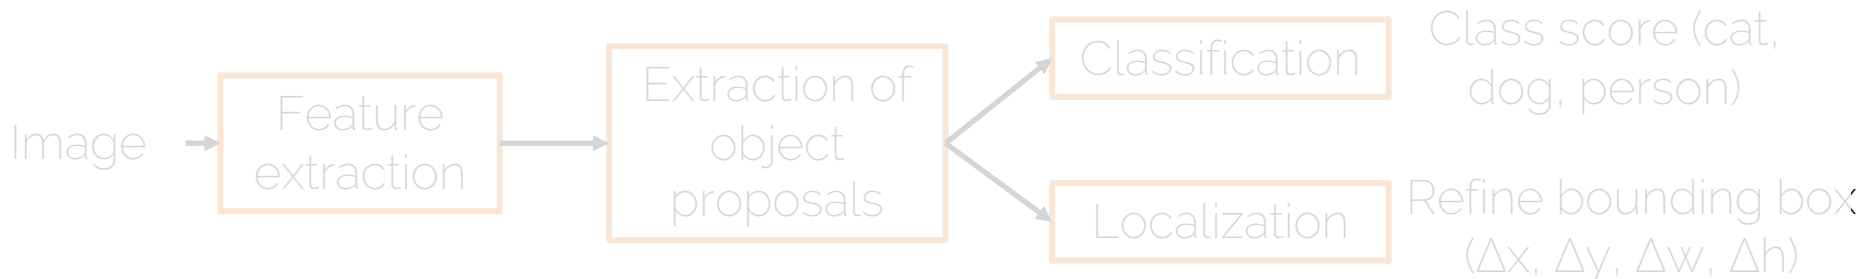 Image
Feature
extraction
Extraction of
object
proposals
Classification
Class score (cat,
dog, person)
Localization
Refine bounding box
(Δx, Δy, Δw, Δh)